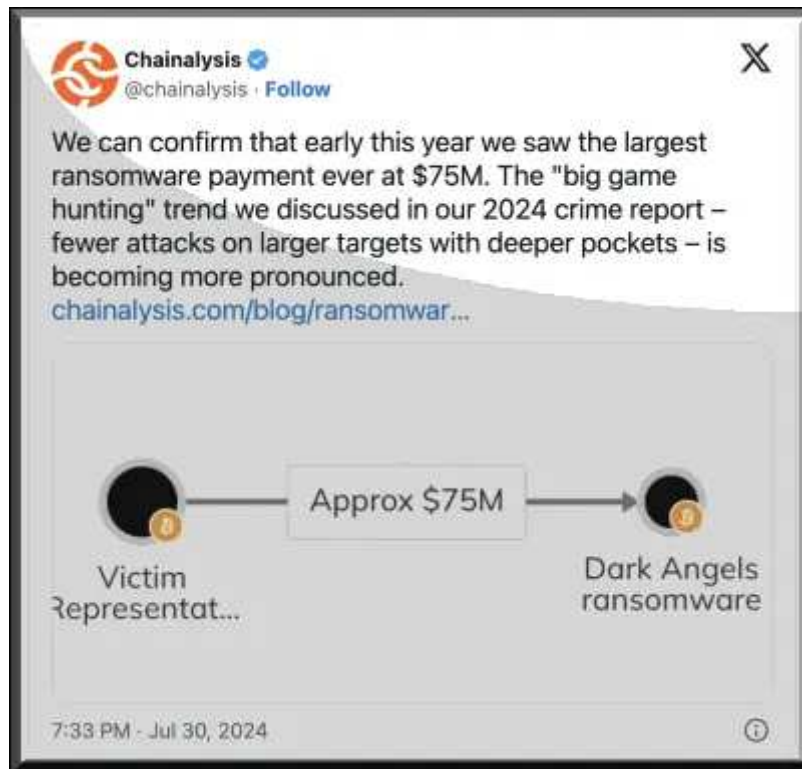 Chainalysis
@chainalysis · Follow
We can confirm that early this year we saw the largest
ransomware payment ever at $75M. The "big game
hunting" trend we discussed in our 2024 crime report –
fewer attacks on larger targets with deeper pockets – is
becoming more pronounced.
chainalysis.com/blog/ransomwar...
Approx $75M
Victim
Representat...
Dark Angels
ransomware
7:33 PM · Jul 30, 2024